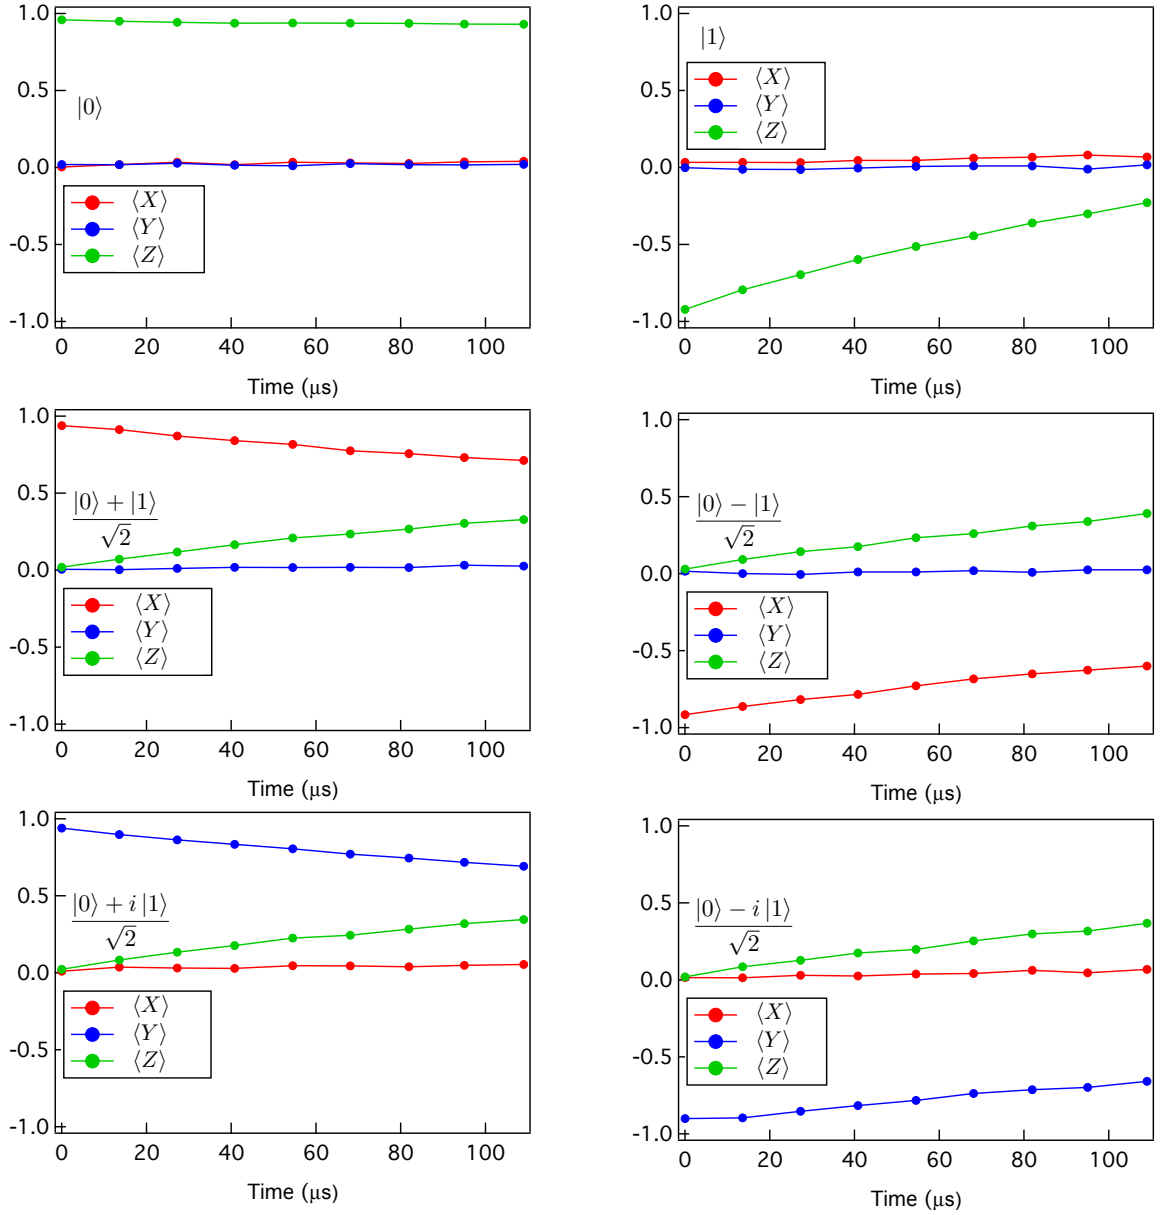 1.0
0.5
|0⟩
0.0
⟨X⟩
⟨Y⟩
-0.5
⟨Z⟩
-1.0
0 20 40 60 80 100
Time (μs)
1.0
|1⟩
⟨X⟩
0.5
⟨Y⟩
⟨Z⟩
0.0
-0.5
-1.0
0 20 40 60 80 100
Time (μs)
1.0
0.5
|0⟩ + |1⟩
√2
0.0
⟨X⟩
⟨Y⟩
-0.5
⟨Z⟩
-1.0
0 20 40 60 80 100
Time (μs)
1.0
0.5
|0⟩ − |1⟩
√2
0.0
⟨X⟩
⟨Y⟩
-0.5
⟨Z⟩
-1.0
0 20 40 60 80 100
Time (μs)
1.0
0.5
|0⟩ + i |1⟩
√2
0.0
⟨X⟩
⟨Y⟩
-0.5
⟨Z⟩
-1.0
0 20 40 60 80 100
Time (μs)
1.0
0.5
|0⟩ − i |1⟩
√2
0.0
⟨X⟩
⟨Y⟩
-0.5
⟨Z⟩
-1.0
0 20 40 60 80 100
Time (μs)